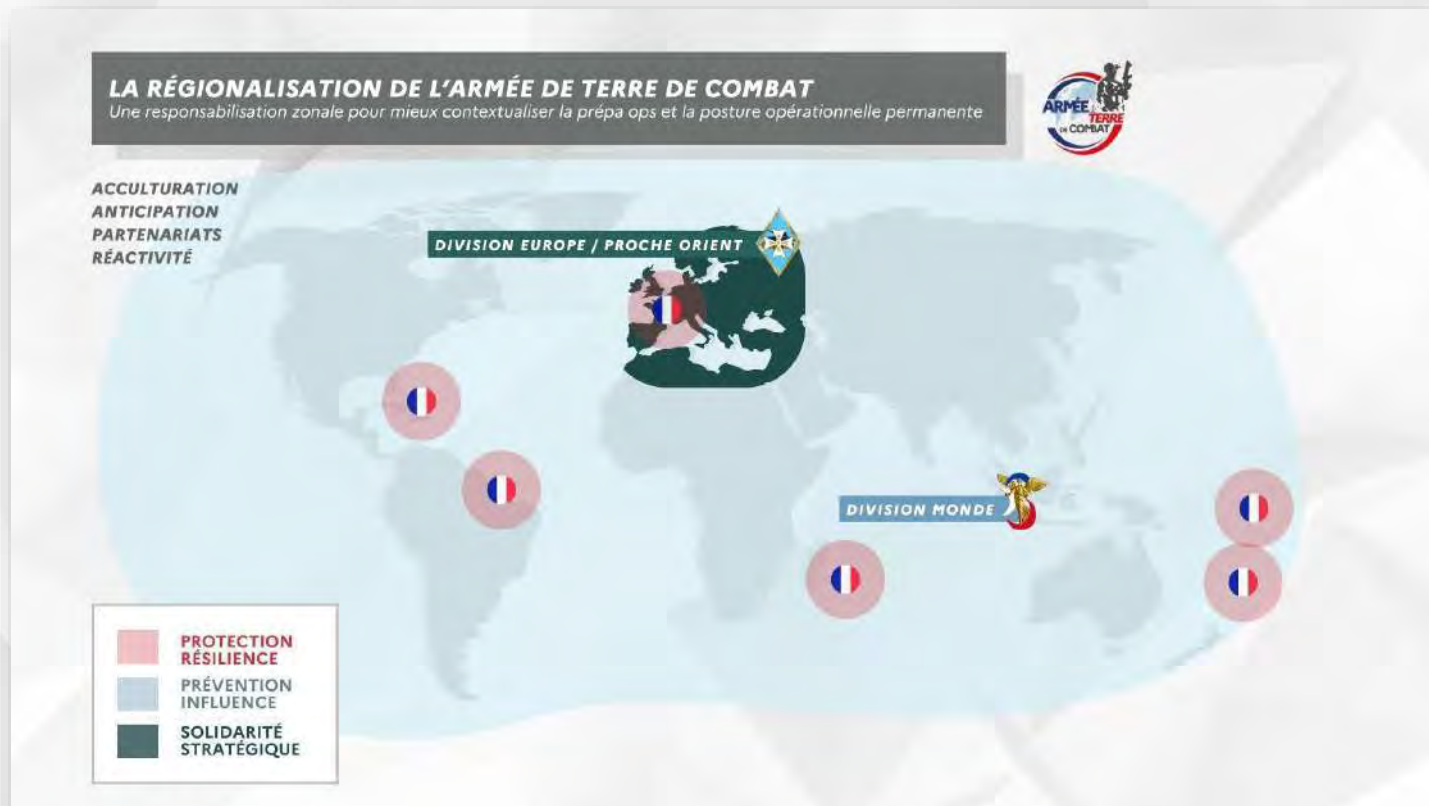 LA RÉGIONALISATION DE L'ARMÉE DE TERRE DE COMBAT
Une responsabilisation zonale pour mieux contextualiser la prépa ops et la posture opérationnelle permanente
ARMÉE
TERRE
DE COMBAT
ACCULTURATION
ANTICIPATION
PARTENARIATS
RÉACTIVITÉ
DIVISION EUROPE / PROCHE ORIENT
DIVISION MONDE
PROTECTION
RÉSILIENCE
PRÉVENTION
INFLUENCE
SOLIDARITÉ
STRATÉGIQUE